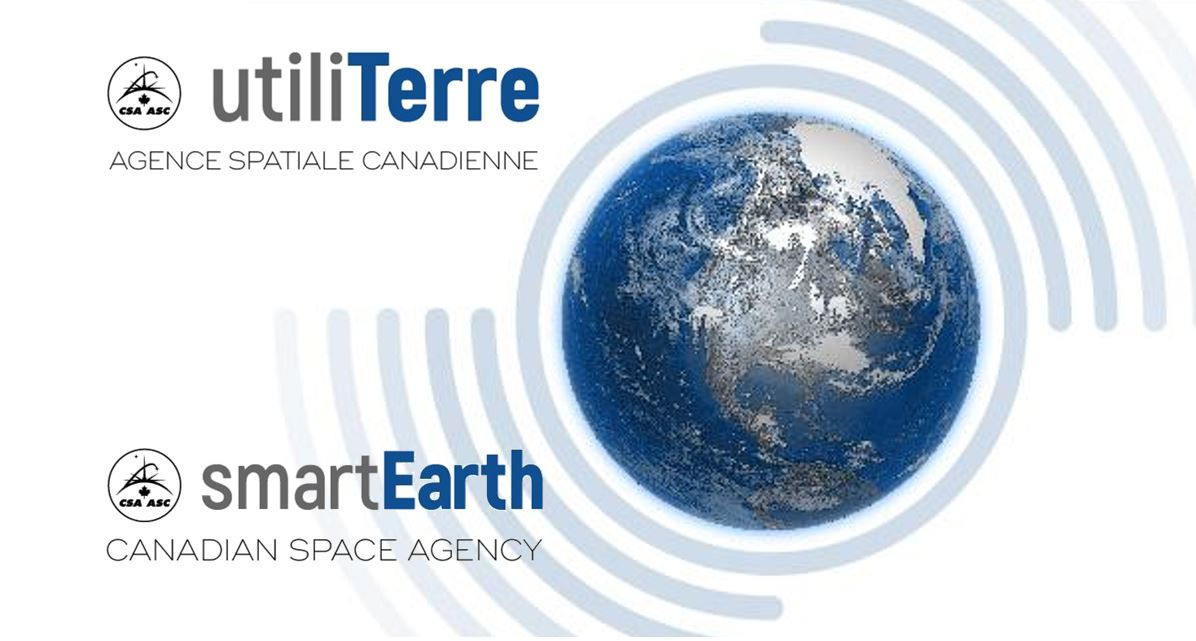 CSA ASC
utiliTerre
AGENCE SPATIALE CANADIENNE
CSA ASC
smartEarth
CANADIAN SPACE AGENCY